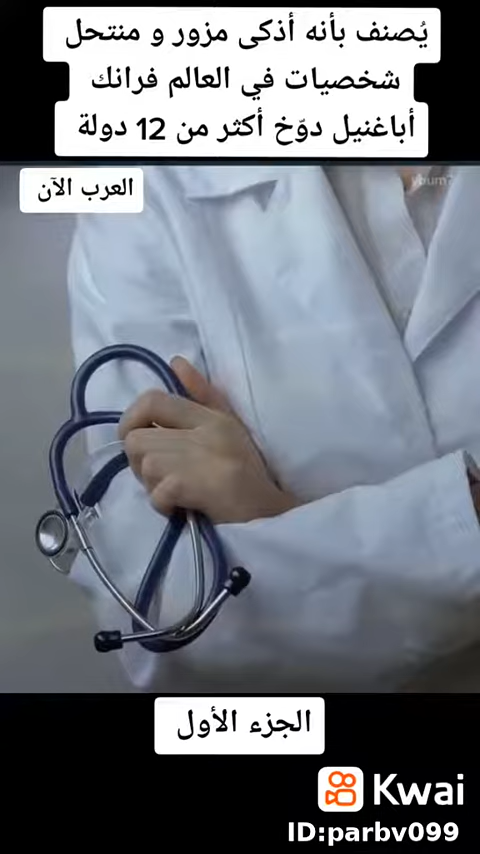 يُصنف بأنه أذكى مزور و منتحل
شخصيات في العالم فرانك
أباغنيل دوّخ أكثر من 12 دولة
العرب الآن
الجزء الأول
Kwai
ID:parbv099